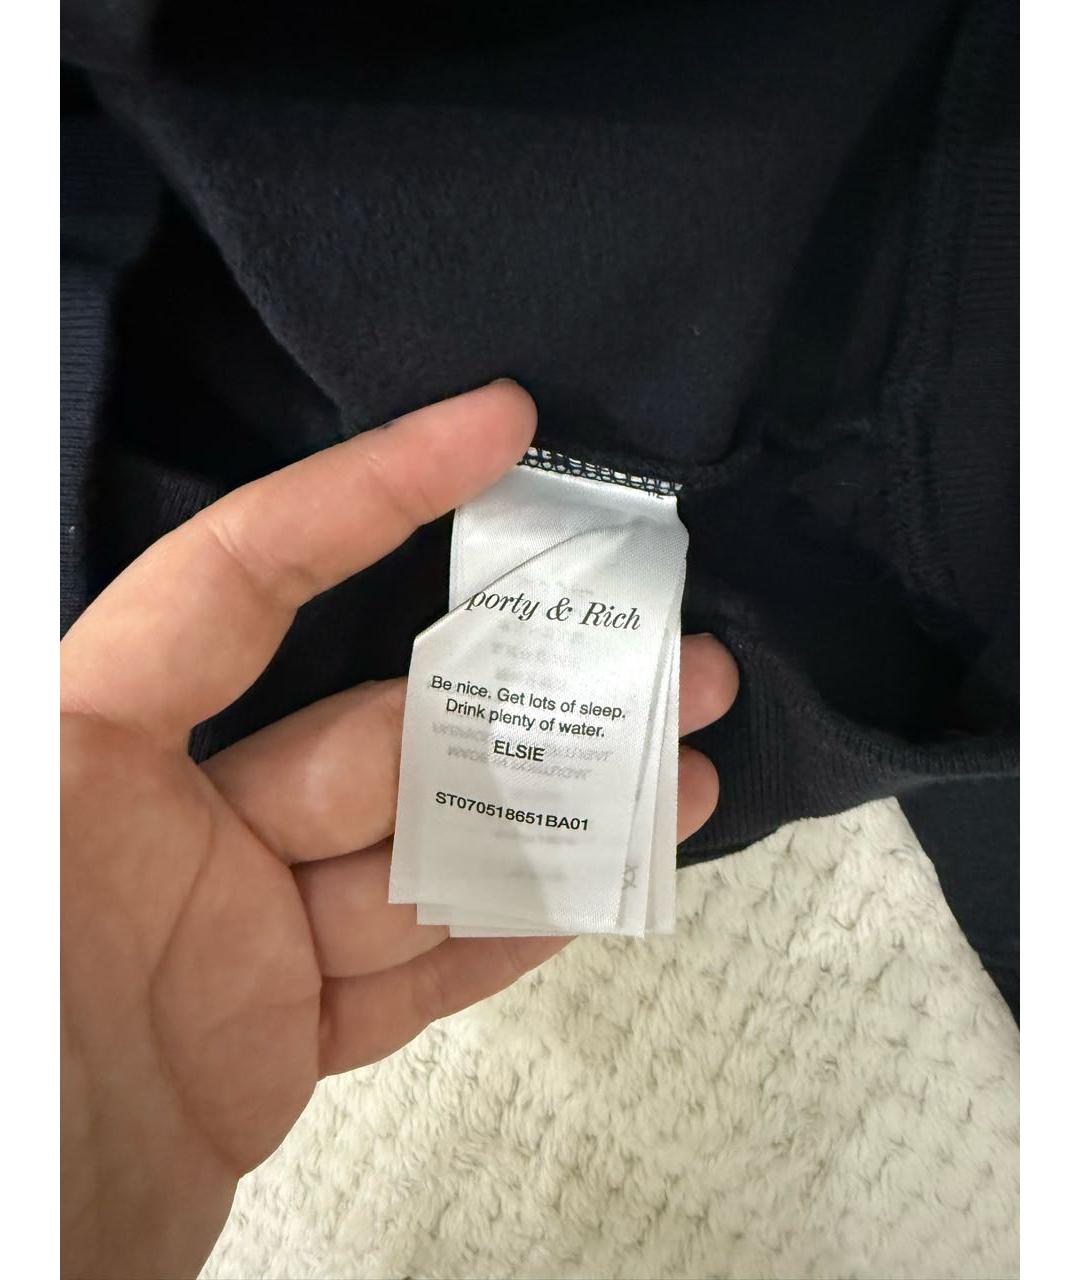 porty & Rich
Be nice. Get lots of sleep.
Drink plenty of water.
ELSIE
ST070518651BA01